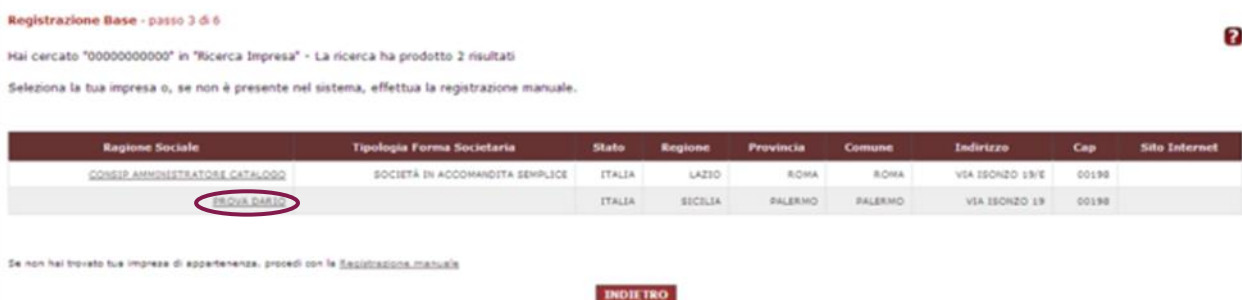 Registrazione Base - passo 3 di 6
?
Hai cercato "00000000000" in "Ricerca Impresa" - La ricerca ha prodotto 2 risultati
Seleziona la tua impresa o, se non è presente nel sistema, effettua la registrazione manuale.
Ragione Sociale Tipologia Forma Societaria Stato Regione Provincia Comune Indirizzo Cap Sito Internet
CONSIP AMMINISTRATORE CATALOGO SOCIETÀ IN ACCOMANDITA SEMPLICE ITALIA LAZIO ROMA ROMA VIA ISONZO 19/E 00198
PROVA DARIO ITALIA SICILIA PALERMO PALERMO VIA ISONZO 19 00198
Se non hai trovato tua impresa di appartenenza, procedi con la Registrazione manuale
INDIETRO